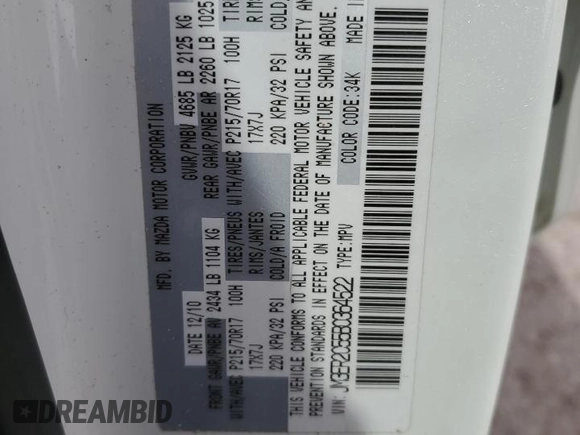 MFD. BY MAZDA MOTOR CORPORATION
DATE 12/10 GVWR/PNBV 4685 LB 2125 KG
FRONT GAWR/PNBE AV 2434 LB 1104 KG REAR GAWR/PNBE AR 2260 LB 1025
WITH/AVEC P215/70R17 100H TIRES/PNEUS WITH/AVEC P215/70R17 100H
17X7J RIMS/JANTES 17X7J
220 KPA/32 PSI COLD/A FROID 220 KPA/32 PSI COLD/
THIS VEHICLE CONFORMS TO ALL APPLICABLE FEDERAL MOTOR VEHICLE SAFETY AN
PREVENTION STANDARDS IN EFFECT ON THE DATE OF MANUFACTURE SHOWN ABOVE.
VIN: JM3ER2C56B0364522 TYPE:MPV COLOR CODE:34K MADE I
DREAMBID